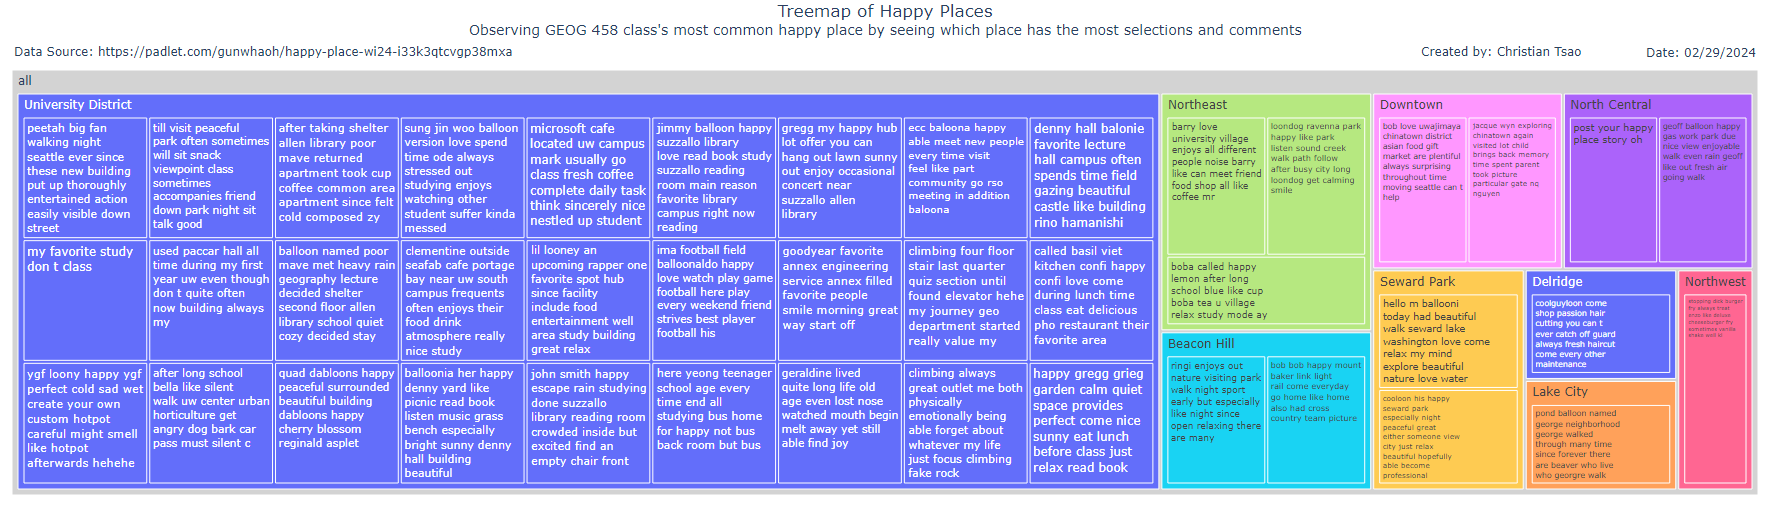 Treemap of Happy Places
Observing GEOG 458 class's most common happy place by seeing which place has the most selections and comments
Data Source: https://padlet.com/gunwhaoh/happy-place-wi24-i33k3qtcvgp38mxa
Created by: Christian Tsao
Date: 02/29/2024
all
University District
peetah big fan
walking night
seattle ever since
these new building
put up thoroughly
entertained action
easily visible down
street
till visit peaceful
park often sometimes
will sit snack
viewpoint class
sometimes
accompanies friend
down park night sit
talk good
after taking shelter
allen library poor
mave returned
apartment took cup
coffee common area
apartment since felt
cold composed zy
sung jin woo balloon
version love spend
time ode always
stressed out
studying enjoys
watching other
student suffer kinda
messed
microsoft cafe
located uw campus
mark usually go
class fresh coffee
complete daily task
think sincerely nice
nestled up student
jimmy balloon happy
suzzallo library
love read book study
suzzallo reading
room main reason
favorite library
campus right now
reading
gregg my happy hub
lot offer you can
hang out lawn sunny
out enjoy occasional
concert near
suzzallo allen
library
ecc baloona happy
able meet new people
every time visit
feel like part
community go rso
meeting in addition
baloona
denny hall balonie
favorite lecture
hall campus often
spends time field
gazing beautiful
castle like building
rino hamanishi
my favorite study
don t class
used paccar hall all
time during my first
year uw even though
don t quite often
now building always
my
balloon named poor
mave met heavy rain
geography lecture
decided shelter
second floor allen
library school quiet
cozy decided stay
clementine outside
seafab cafe portage
bay near uw south
campus frequents
often enjoys their
food drink
atmosphere really
nice study
lil looney an
upcoming rapper one
favorite spot hub
since facility
include food
entertainment well
area study building
great relax
ima football field
balloonaldo happy
love watch play game
football here play
every weekend friend
strives best player
football his
goodyear favorite
annex engineering
service annex filled
favorite people
smile morning great
way start off
climbing four floor
stair last quarter
quiz section until
found elevator hehe
my journey geo
department started
really value my
called basil viet
kitchen confi happy
confi love come
during lunch time
class eat delicious
pho restaurant their
favorite area
ygf loony happy ygf
perfect cold sad wet
create your own
custom hotpot
careful might smell
like hotpot
afterwards hehehe
after long school
bella like silent
walk uw center urban
horticulture get
angry dog bark car
pass must silent c
quad dabloons happy
peaceful surrounded
beautiful building
dabloons happy
cherry blossom
reginald asplet
balloonia her happy
denny yard like
picnic read book
listen music grass
bench especially
bright sunny denny
hall building
beautiful
john smith happy
escape rain studying
done suzzallo
library reading room
crowded inside but
excited find an
empty chair front
here yeong teenager
school age every
time end all
studying bus home
for happy not bus
back room but bus
geraldine lived
quite long life old
age even lost nose
watched mouth begin
melt away yet still
able find joy
climbing always
great outlet me both
physically
emotionally being
able forget about
whatever my life
just focus climbing
fake rock
happy gregg grieg
garden calm quiet
space provides
perfect come nice
sunny eat lunch
before class just
relax read book
Northeast
barry love
university village
enjoys all different
people noise barry
like can meet friend
food shop all like
coffee mr
loondog ravenna park
happy like park
listen sound creek
walk path follow
after busy city long
loondog get calming
smile
boba called happy
lemon after long
school blue like cup
boba tea u village
relax study mode ay
Beacon Hill
ringi enjoys out
nature visiting park
walk night sport
early but especially
like night since
open relaxing there
are many
bob bob happy mount
baker link light
rail come everyday
go home like home
also had cross
country team picture
Downtown
bob love uwajimaya
chinatown district
asian food gift
market are plentiful
always surprising
throughout time
moving seattle can t
help
jacque wyn exploring
chinatown again
visited lot child
brings back memory
time spent parent
took picture
particular gate nq
nguyen
North Central
post your happy
place story oh
geoff balloon happy
gas work park due
nice view enjoyable
walk even rain geoff
like out fresh air
going walk
Seward Park
hello m ballooni
today had beautiful
walk seward lake
washington love come
relax my mind
explore beautiful
nature love water
cooloon his happy
seward park
especially night
peaceful great
either someone view
city just relax
beautiful hopefully
able become
professional
Delridge
coolguyloon come
shop passion hair
cutting you can t
ever catch off guard
always fresh haircut
come every other
maintenance
Lake City
pond balloon named
george neighborhood
george walked
through many time
since forever there
are beaver who live
who georgre walk
Northwest
stopping dick burger
fry always treat
pros like deluxe
cheeseburger fry
sometimes vanilla
shake well kl